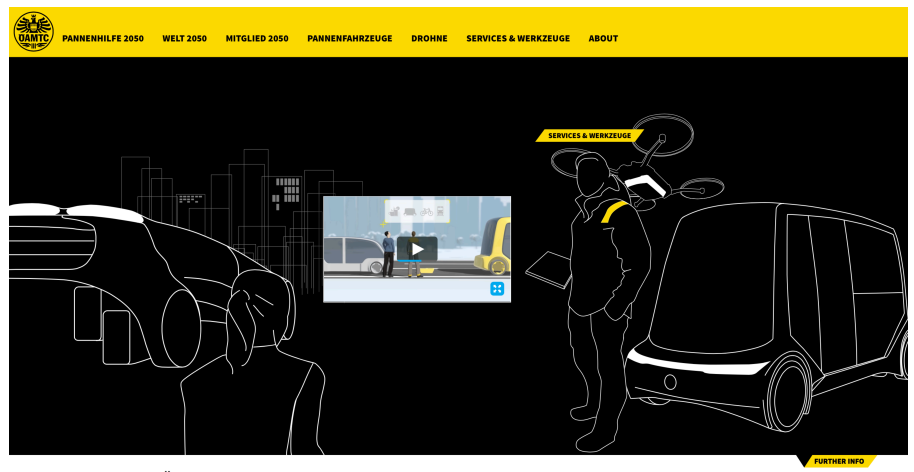 ÖAMTC
PANNENHILFE 2050 WELT 2050 MITGLIED 2050 PANNENFAHRZEUGE DROHNE SERVICES & WERKZEUGE ABOUT
SERVICES & WERKZEUGE
FURTHER INFO